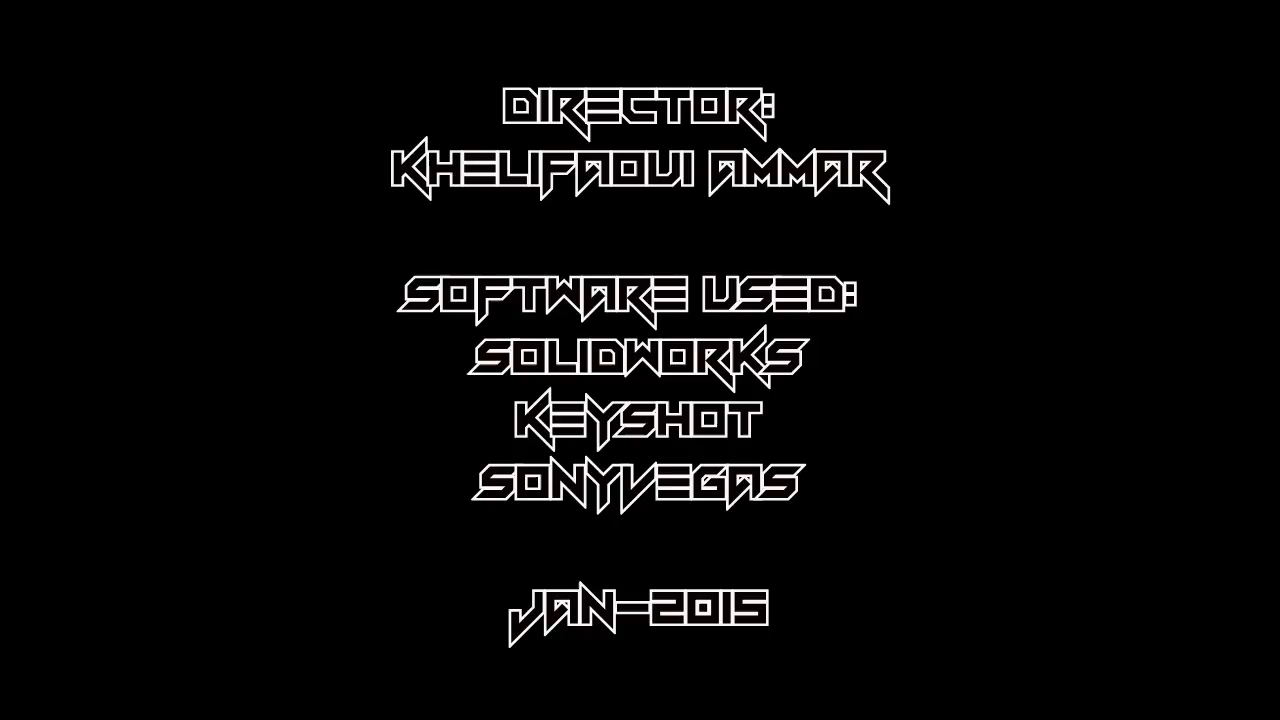 DIRECTOR:
KHELIFAOUI AMMAR
SOFTWARE USED:
SOLIDWORKS
KEYSHOT
SONYVEGAS
JAN-2015